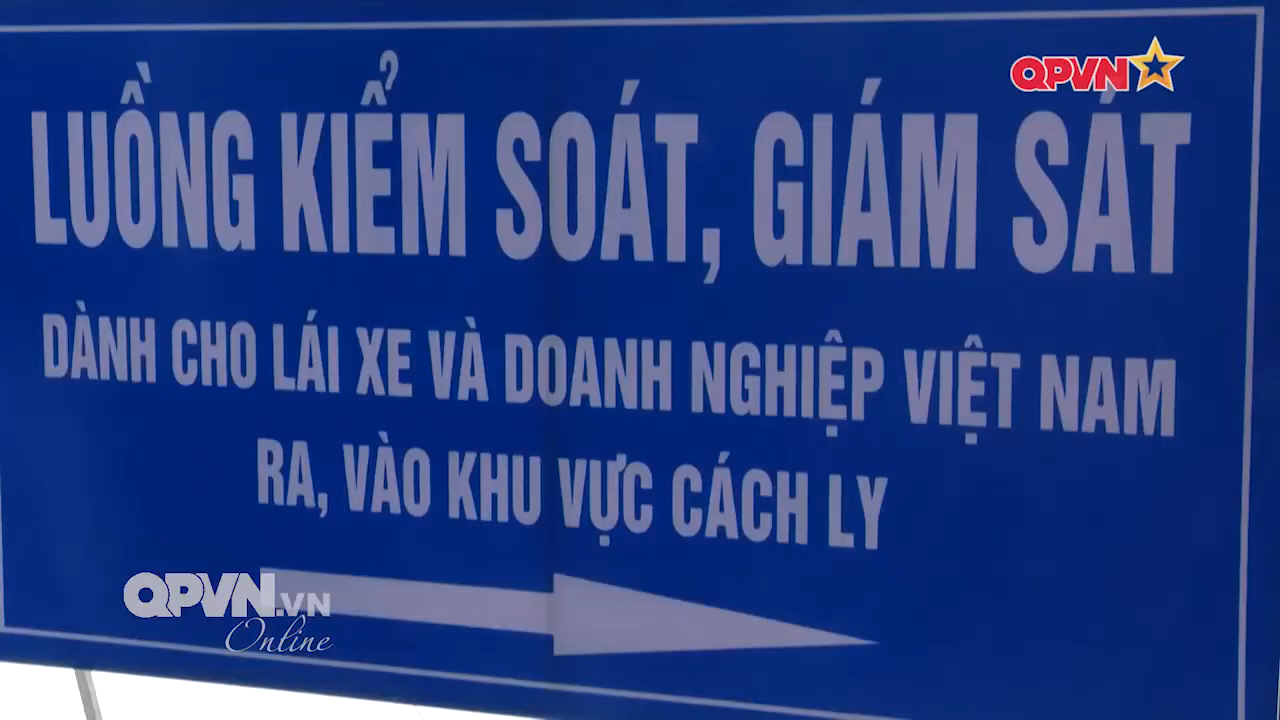 QPVN
LUỒNG KIỂM SOÁT, GIÁM SÁT
DÀNH CHO LÁI XE VÀ DOANH NGHIỆP VIỆT NAM
RA, VÀO KHU VỰC CÁCH LY
QPVN.VN
Online